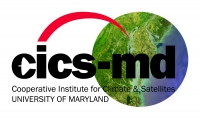 cics-md
Cooperative Institute for Climate & Satellites
UNIVERSITY OF MARYLAND